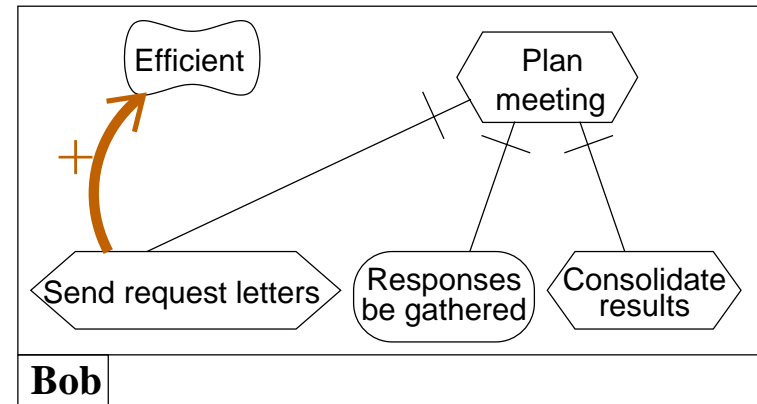 Efficient
Plan
meeting
+
Send request letters
Responses
be gathered
Consolidate
results
Bob